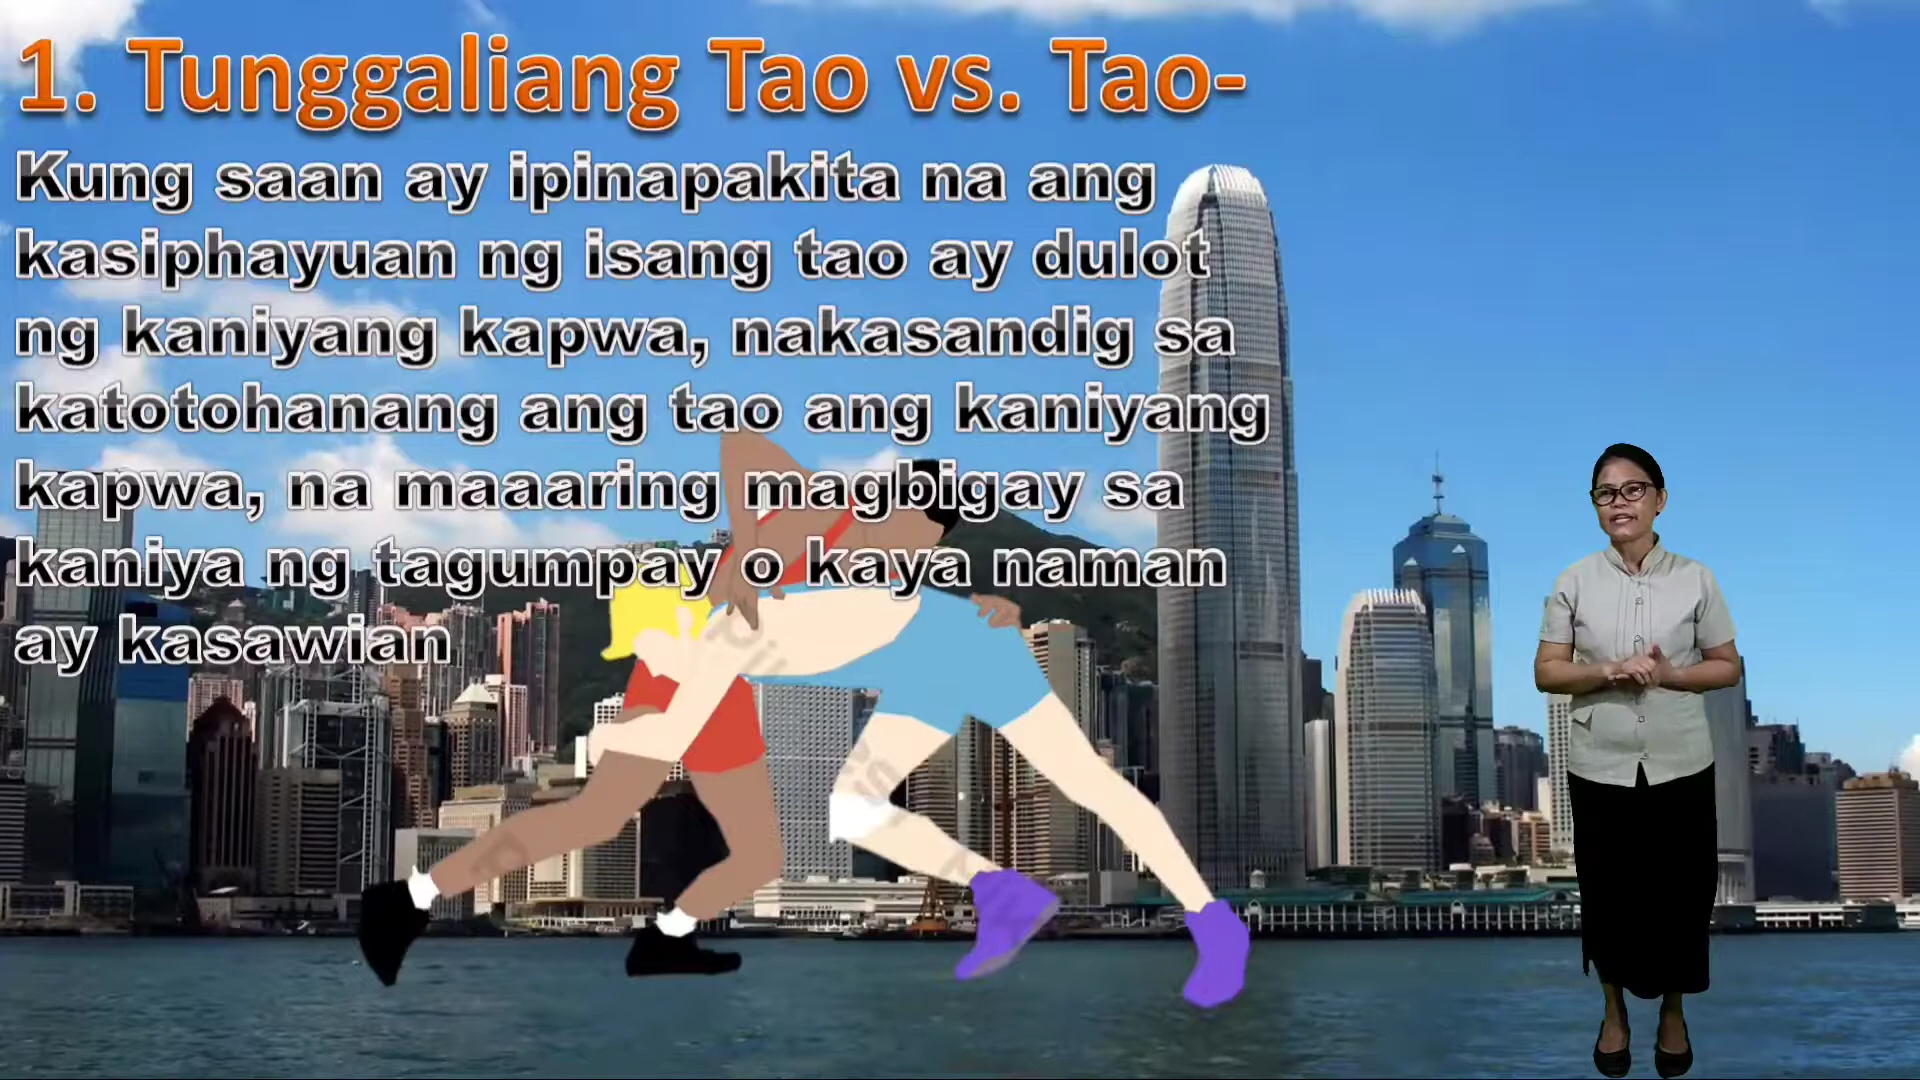 1. Tunggaliang Tao vs. Tao-
Kung saan ay ipinapakita na ang
kasiphayuan ng isang tao ay dulot
ng kaniyang kapwa, nakasandig sa
katotohanang ang tao ang kaniyang
kapwa, na maaaring magbigay sa
kaniya ng tagumpay o kaya naman
ay kasawian